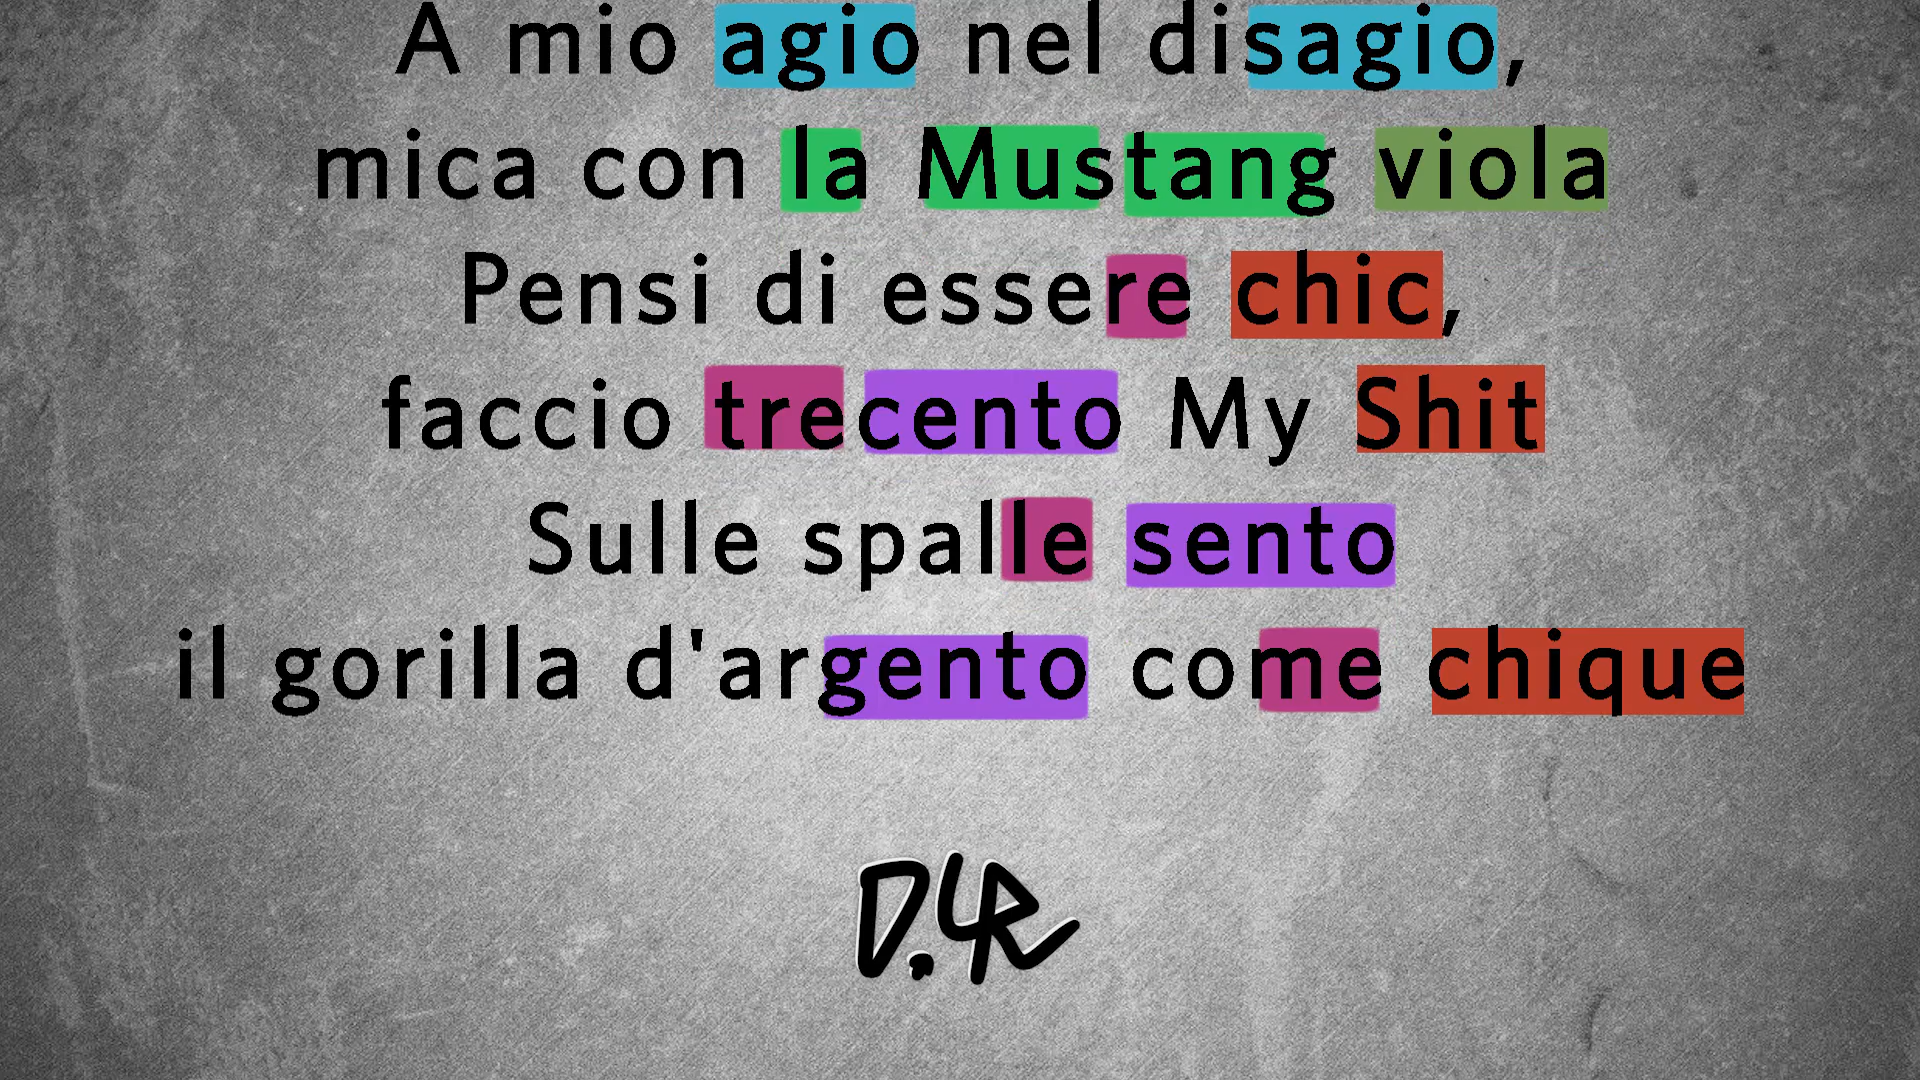 A mio agio nel disagio,
mica con la Mustang viola
Pensi di essere chic,
faccio trecento My Shit
Sulle spalle sento
il gorilla d'argento come chique
D.4R